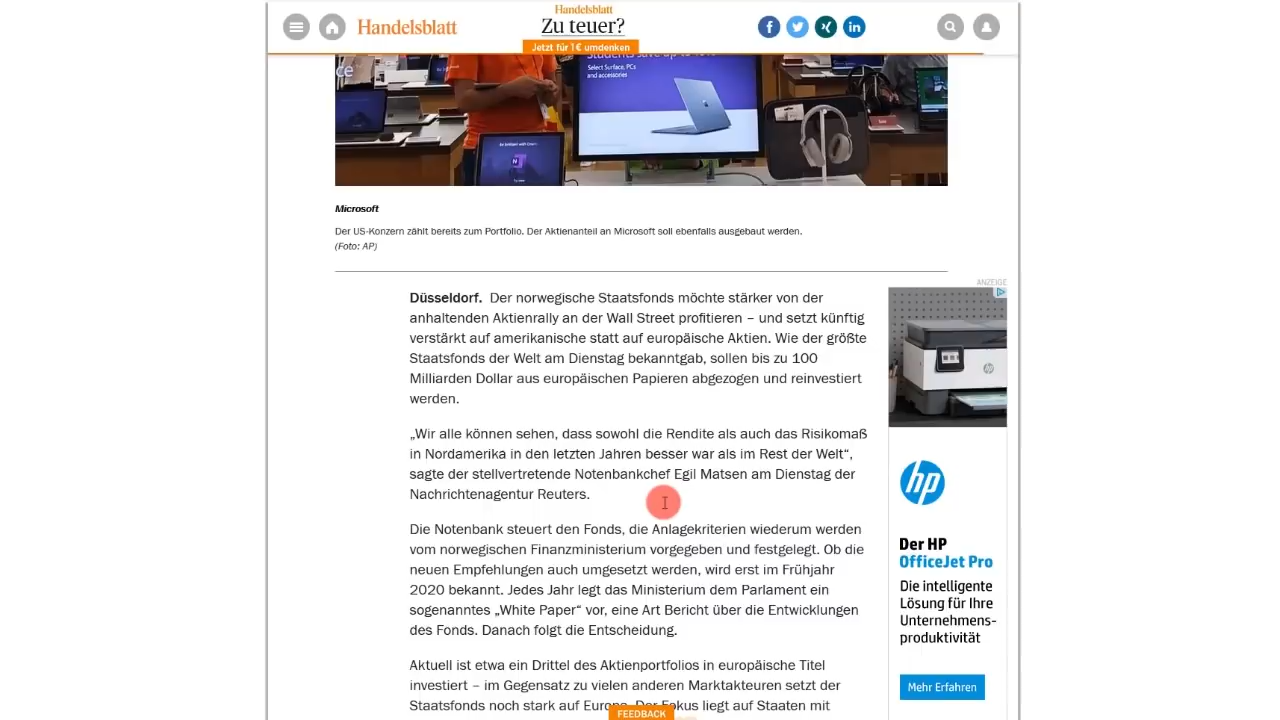 Handelsblatt
Handelsblatt
Zu teuer?
Jetzt für 1 € umdenken
Select Surface, PCs
and accessories
Microsoft
Der US-Konzern zählt bereits zum Portfolio. Der Aktienanteil an Microsoft soll ebenfalls ausgebaut werden.
(Foto: AP)
ANZEIGE
Düsseldorf. Der norwegische Staatsfonds möchte stärker von der
anhaltenden Aktienrally an der Wall Street profitieren – und setzt künftig
verstärkt auf amerikanische statt auf europäische Aktien. Wie der größte
Staatsfonds der Welt am Dienstag bekanntgab, sollen bis zu 100
Milliarden Dollar aus europäischen Papieren abgezogen und reinvestiert
werden.
„Wir alle können sehen, dass sowohl die Rendite als auch das Risikomaß
in Nordamerika in den letzten Jahren besser war als im Rest der Welt“,
sagte der stellvertretende Notenbankchef Egil Matsen am Dienstag der
Nachrichtenagentur Reuters.
Die Notenbank steuert den Fonds, die Anlagekriterien wiederum werden
vom norwegischen Finanzministerium vorgegeben und festgelegt. Ob die
neuen Empfehlungen auch umgesetzt werden, wird erst im Frühjahr
2020 bekannt. Jedes Jahr legt das Ministerium dem Parlament ein
sogenanntes „White Paper“ vor, eine Art Bericht über die Entwicklungen
des Fonds. Danach folgt die Entscheidung.
Aktuell ist etwa ein Drittel des Aktienportfolios in europäische Titel
investiert – im Gegensatz zu vielen anderen Marktakteuren setzt der
Staatsfonds noch stark auf Europa. Der Fokus liegt auf Staaten mit
FEEDBACK
hp
Der HP
OfficeJet Pro
Die intelligente
Lösung für Ihre
Unternehmens-
produktivität
Mehr Erfahren